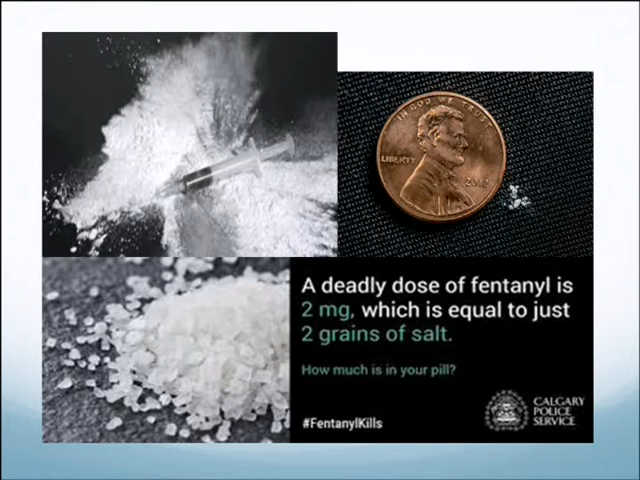 IN GOD WE TRUST
LIBERTY
A deadly dose of fentanyl is
2 mg, which is equal to just
2 grains of salt.
How much is in your pill?
#FentanylKills
CALGARY
POLICE
SERVICE